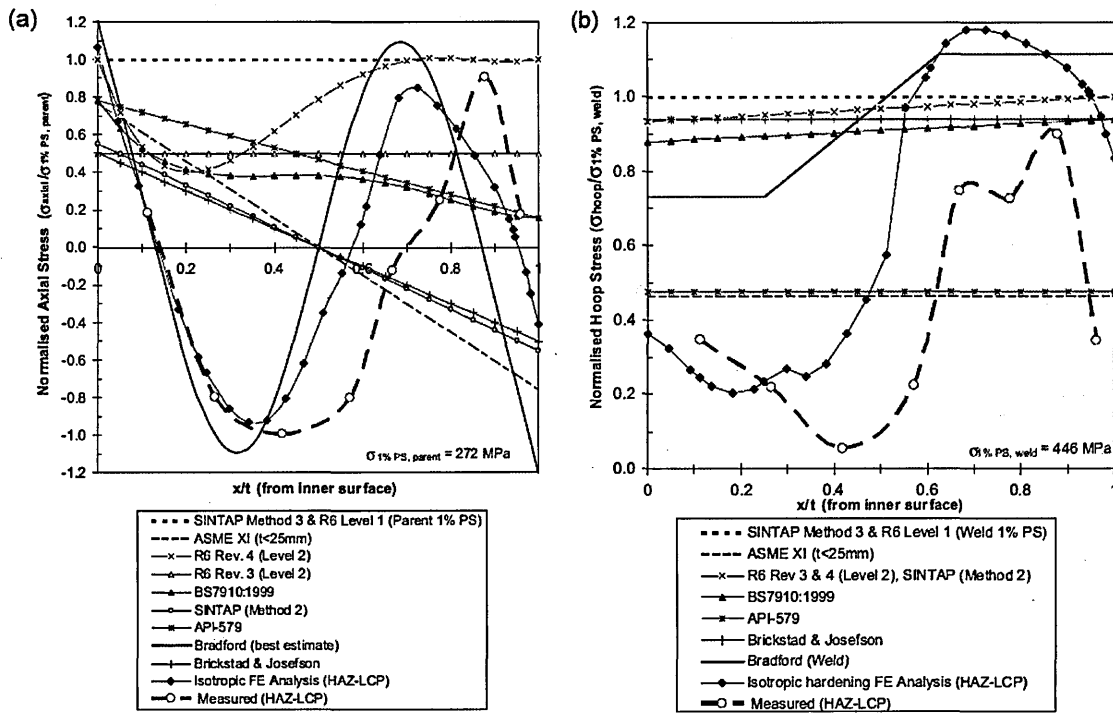 (a)
Normalised Axial Stress (σaxial/σ1% PS, parent)
1.2
1.0
0.8
0.6
0.4
0.2
0.0
-0.2
-0.4
-0.6
-0.8
-1.0
-1.2
0 0.2 0.4 0.6 0.8 1
σ1% PS, parent = 272 MPa
x/t (from inner surface)
SINTAP Method 3 & R6 Level 1 (Parent 1% PS)
ASME XI (t<25mm)
R6 Rev. 4 (Level 2)
R6 Rev. 3 (Level 2)
BS7910:1999
SINTAP (Method 2)
API-579
Bradford (best estimate)
Brickstad & Josefson
Isotropic FE Analysis (HAZ-LCP)
Measured (HAZ-LCP)
(b)
Normalised Hoop Stress (σhoop/σ1% PS, weld)
1.2
1.0
0.8
0.6
0.4
0.2
0.0
0 0.2 0.4 0.6 0.8 1
σ1% PS, weld = 446 MPa
x/t (from inner surface)
SINTAP Method 3 & R6 Level 1 (Weld 1% PS)
ASME XI (t<25mm)
R6 Rev 3 & 4 (Level 2), SINTAP (Method 2)
BS7910:1999
API-579
Brickstad & Josefson
Bradford (Weld)
Isotropic hardening FE Analysis (HAZ-LCP)
Measured (HAZ-LCP)